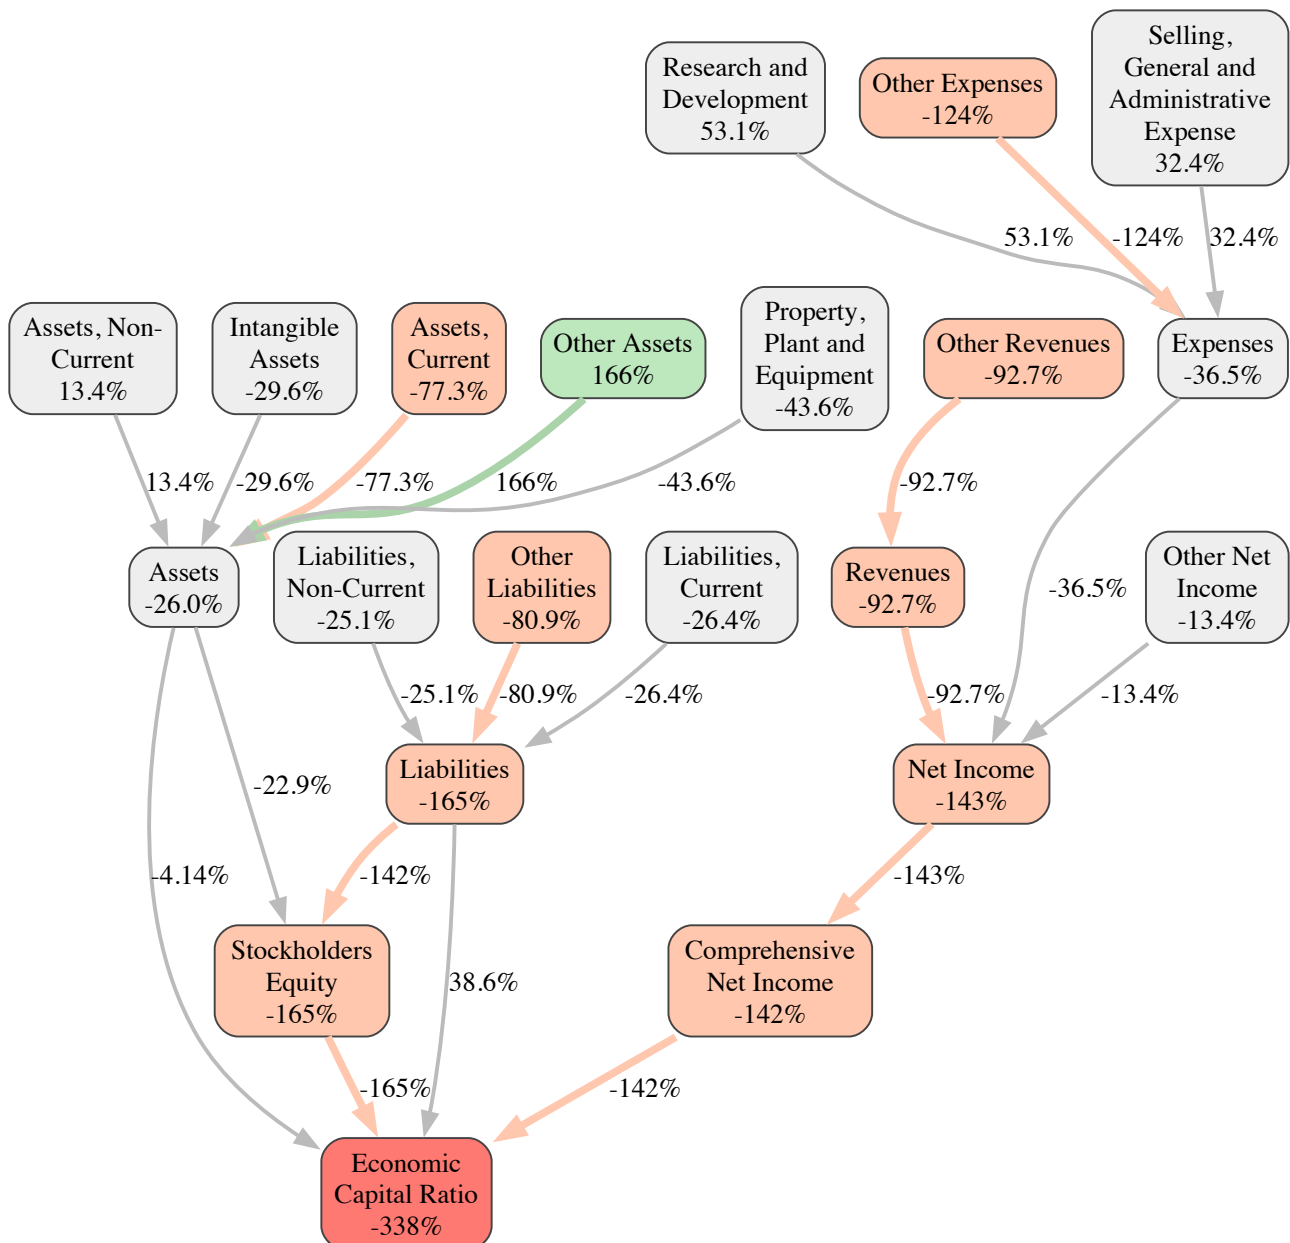 Research and
Development
53.1%
Other Expenses
-124%
Selling,
General and
Administrative
Expense
32.4%
53.1%
-124%
32.4%
Assets, Non-
Current
13.4%
Intangible
Assets
-29.6%
Assets,
Current
-77.3%
Other Assets
166%
Property,
Plant and
Equipment
-43.6%
Other Revenues
-92.7%
Expenses
-36.5%
13.4%
-29.6%
-77.3%
166%
-43.6%
-92.7%
Assets
-26.0%
Liabilities,
Non-Current
-25.1%
Other
Liabilities
-80.9%
Liabilities,
Current
-26.4%
Revenues
-92.7%
-36.5%
Other Net
Income
-13.4%
-25.1%
-80.9%
-26.4%
-92.7%
-13.4%
-22.9%
Liabilities
-165%
Net Income
-143%
-4.14%
-142%
-143%
Stockholders
Equity
-165%
38.6%
Comprehensive
Net Income
-142%
-165%
-142%
Economic
Capital Ratio
-338%